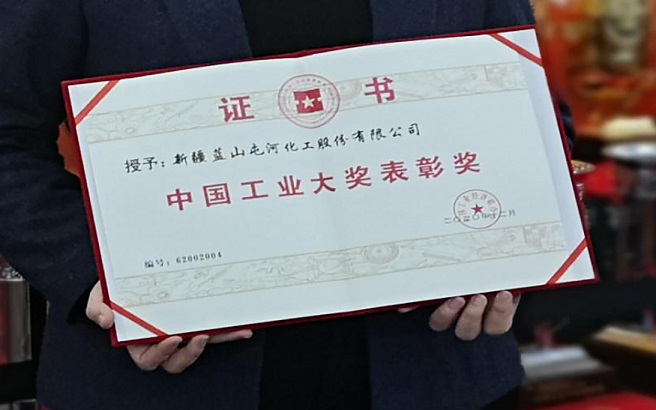 证书
授予：新疆蓝山屯河化工股份有限公司
中国工业大奖表彰奖
编号：62002004